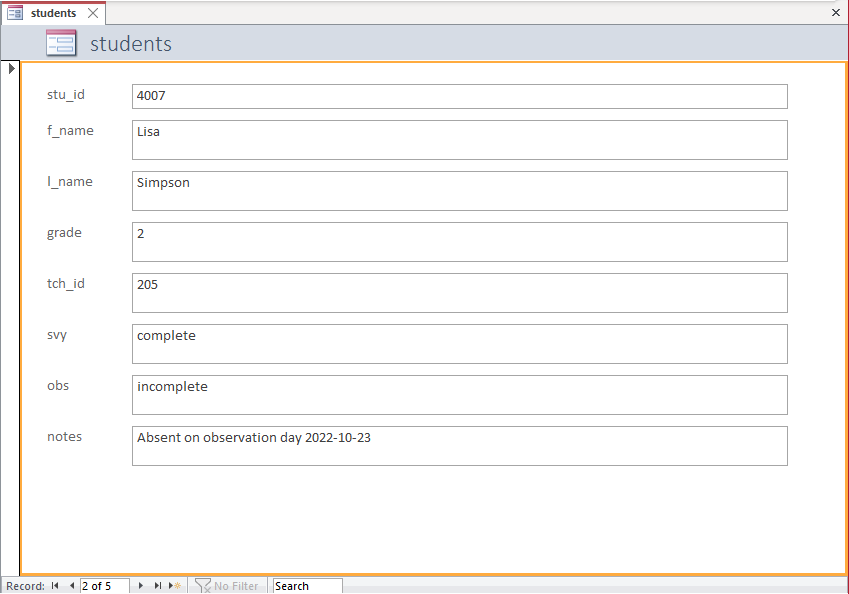 students
students
stu_id 4007
f_name Lisa
l_name Simpson
grade 2
tch_id 205
svy complete
obs incomplete
notes Absent on observation day 2022-10-23
Record: 2 of 5 No Filter Search